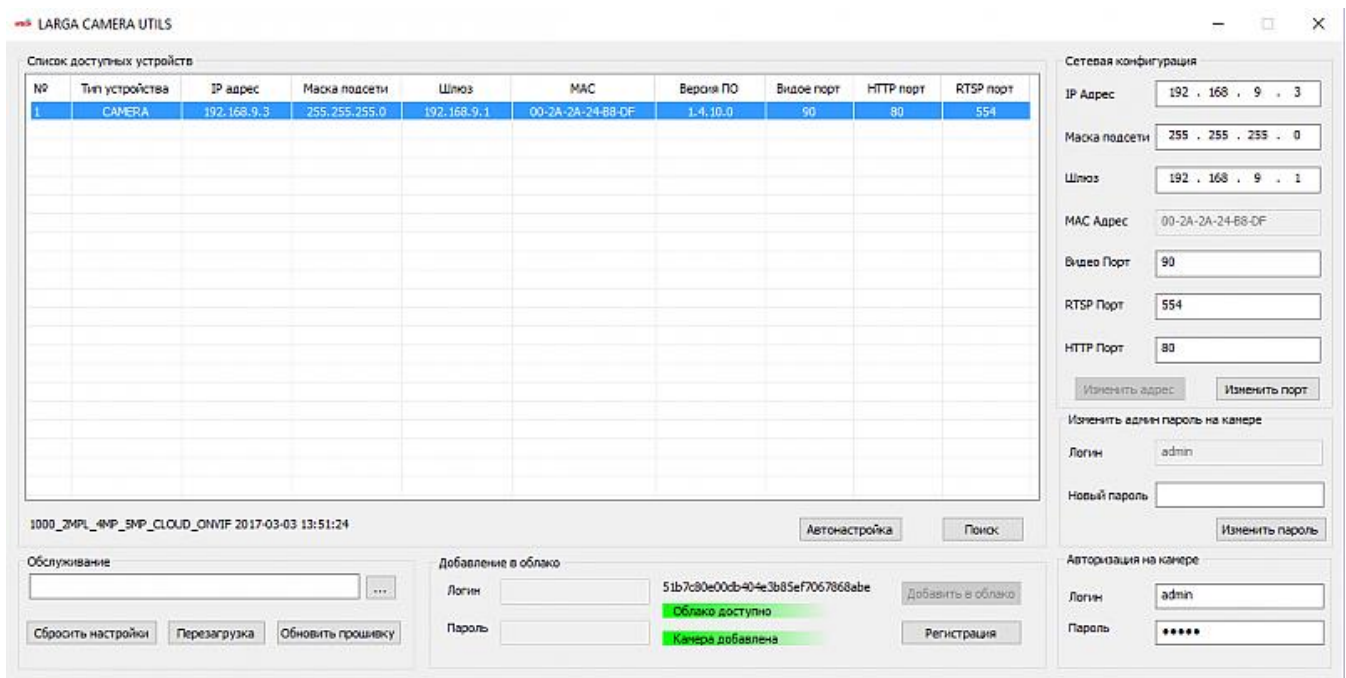 LARGA CAMERA UTILS
Список доступных устройств
№ Тип устройства IP адрес Маска подсети Шлюз MAC Версия ПО Видое порт HTTP порт RTSP порт
1 CAMERA 192.168.9.3 255.255.255.0 192.168.9.1 00-2A-2A-24-B8-DF 1.4.10.0 90 80 554
1000_2MPL_4MP_5MP_CLOUD_ONVIF 2017-03-03 13:51:24
Автонастройка Поиск
Сетевая конфигурация
IP Адрес 192 . 168 . 9 . 3
Маска подсети 255 . 255 . 255 . 0
Шлюз 192 . 168 . 9 . 1
MAC Адрес 00-2A-2A-24-B8-DF
Видео Порт 90
RTSP Порт 554
HTTP Порт 80
Изменить адрес Изменить порт
Изменить админ пароль на камере
Логин admin
Новый пароль
Изменить пароль
Обслуживание
...
Сбросить настройки Перезагрузка Обновить прошивку
Добавление в облако
Логин 51b7c80e00db404e3b85ef7067868abe Добавить в облако
Облако доступно
Пароль Камера добавлена Регистрация
Авторизация на камере
Логин admin
Пароль •••••